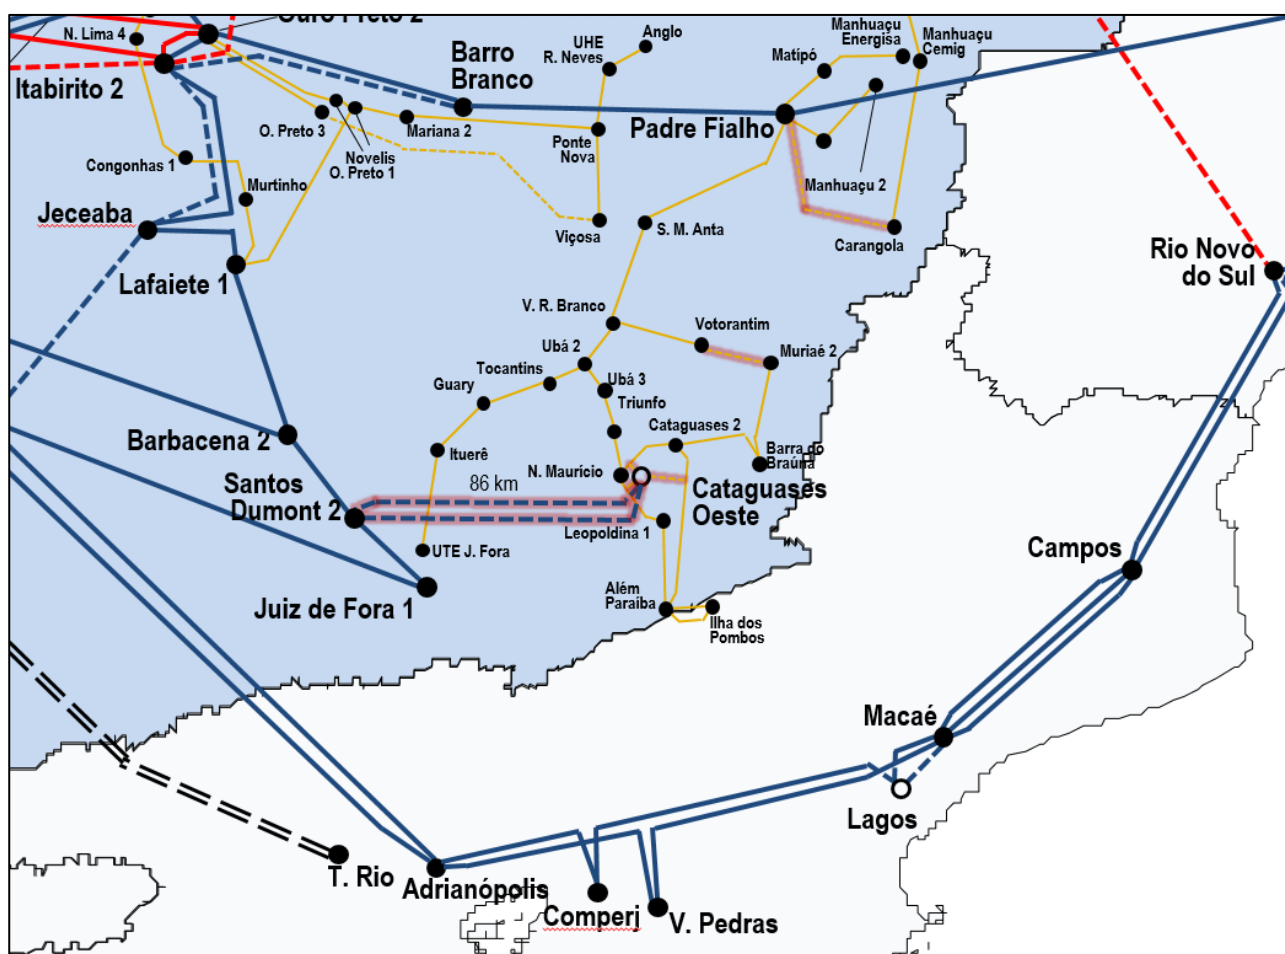 Ouro Preto 2
N. Lima 4
Itabirito 2
Barro
Branco
UHE
R. Neves
Anglo
Manhuaçu
Energisa
Manhuaçu
Cemig
Matipó
O. Preto 3
Mariana 2
Novelis
O. Preto 1
Ponte
Nova
Padre Fialho
Congonhas 1
Murtinho
Manhuaçu 2
Jeceaba
Viçosa
S. M. Anta
Carangola
Lafaiete 1
Rio Novo
do Sul
V. R. Branco
Votorantim
Ubá 2
Muriaé 2
Tocantins
Guary
Ubá 3
Triunfo
Cataguases 2
Barbacena 2
Ituerê
Barra do
Braúna
N. Maurício
86 km
Santos
Dumont 2
Cataguases
Oeste
Leopoldina 1
UTE J. Fora
Campos
Juiz de Fora 1
Além
Paraíba
Ilha dos
Pombos
Macaé
Lagos
T. Rio
Adrianópolis
Comperj
V. Pedras